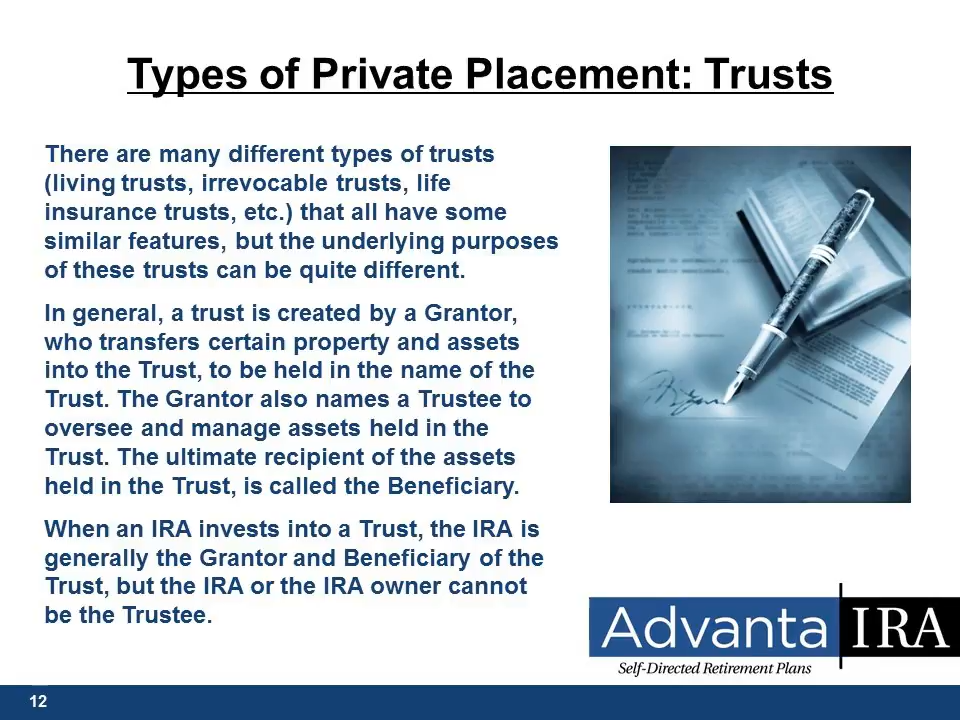 Types of Private Placement: Trusts
There are many different types of trusts
(living trusts, irrevocable trusts, life
insurance trusts, etc.) that all have some
similar features, but the underlying purposes
of these trusts can be quite different.
In general, a trust is created by a Grantor,
who transfers certain property and assets
into the Trust, to be held in the name of the
Trust. The Grantor also names a Trustee to
oversee and manage assets held in the
Trust. The ultimate recipient of the assets
held in the Trust, is called the Beneficiary.
When an IRA invests into a Trust, the IRA is
generally the Grantor and Beneficiary of the
Trust, but the IRA or the IRA owner cannot
be the Trustee.
Advanta IRA
Self-Directed Retirement Plans
12